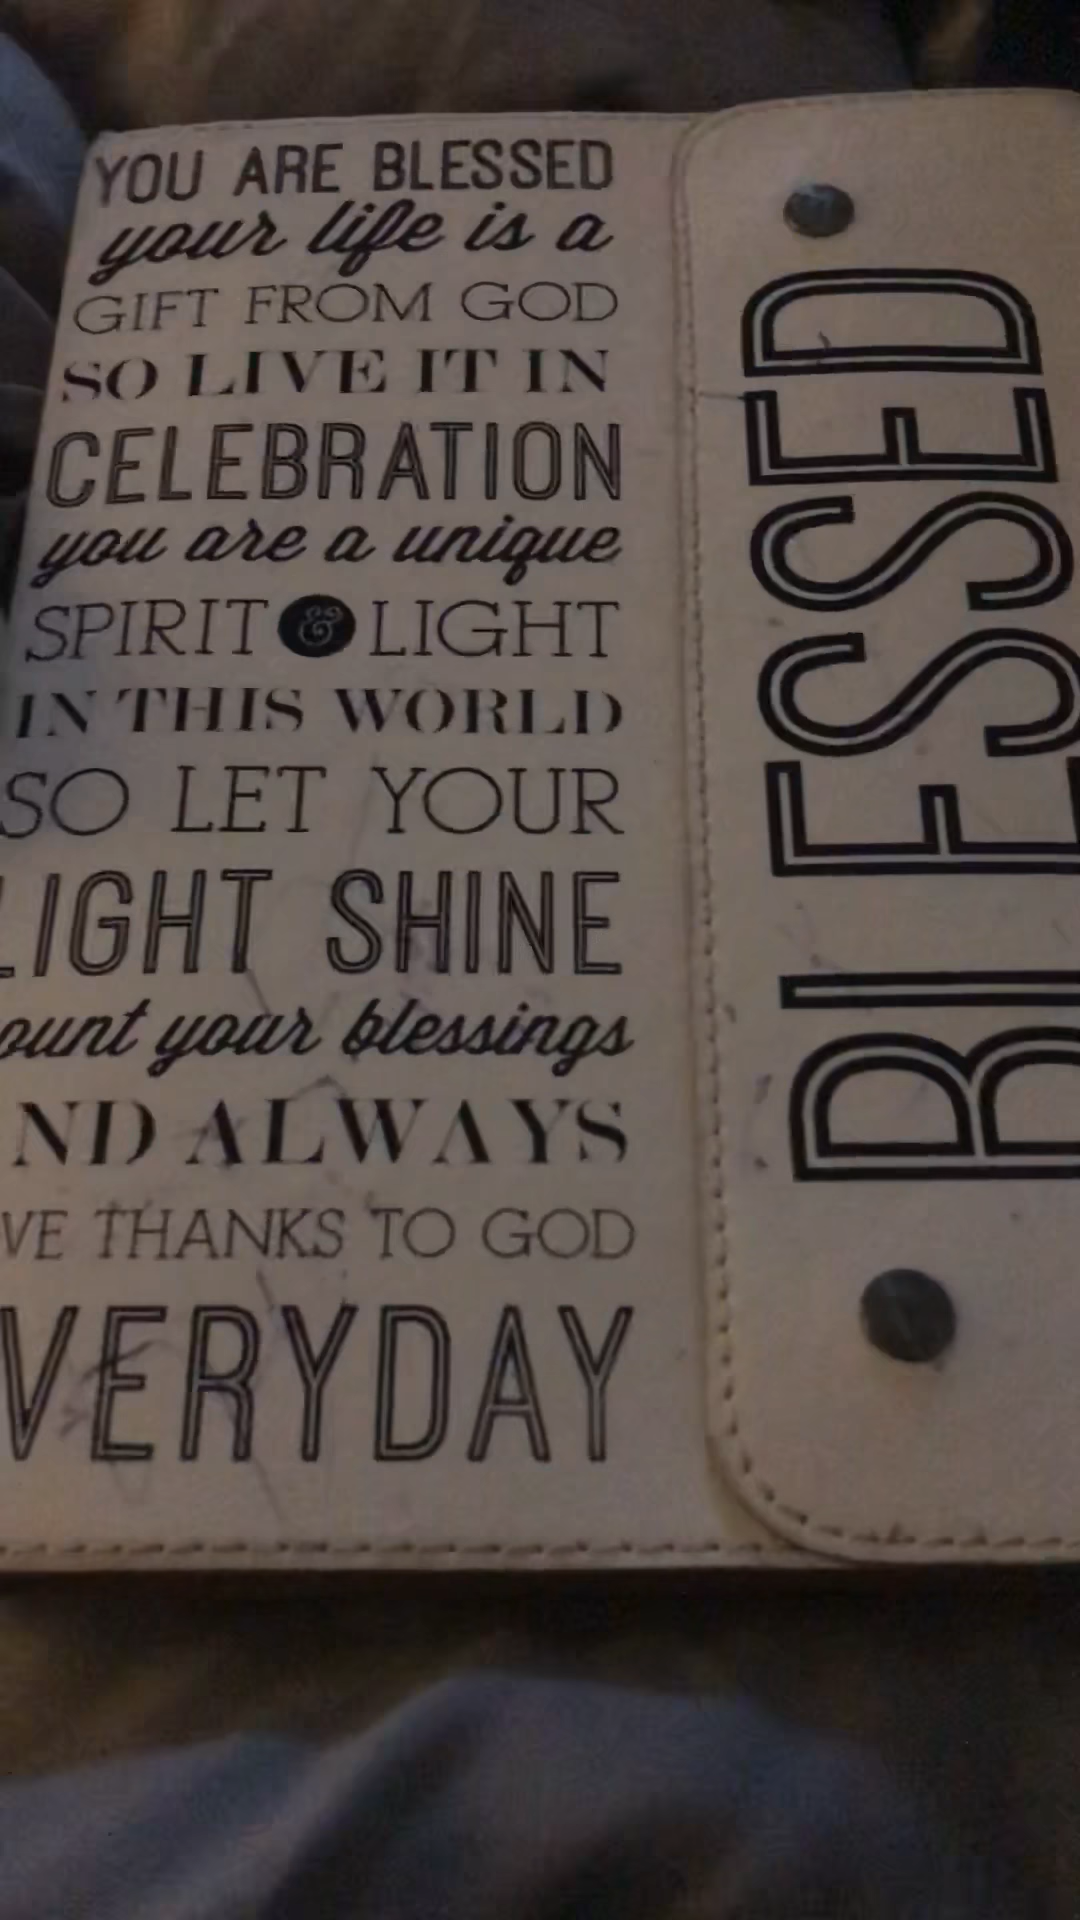 YOU ARE BLESSED
your life is a
GIFT FROM GOD
SO LIVE IT IN
CELEBRATION
you are a unique
SPIRIT & LIGHT
IN THIS WORLD
SO LET YOUR
LIGHT SHINE
ount your blessings
ND ALWAYS
VE THANKS TO GOD
VERYDAY
BLESSED